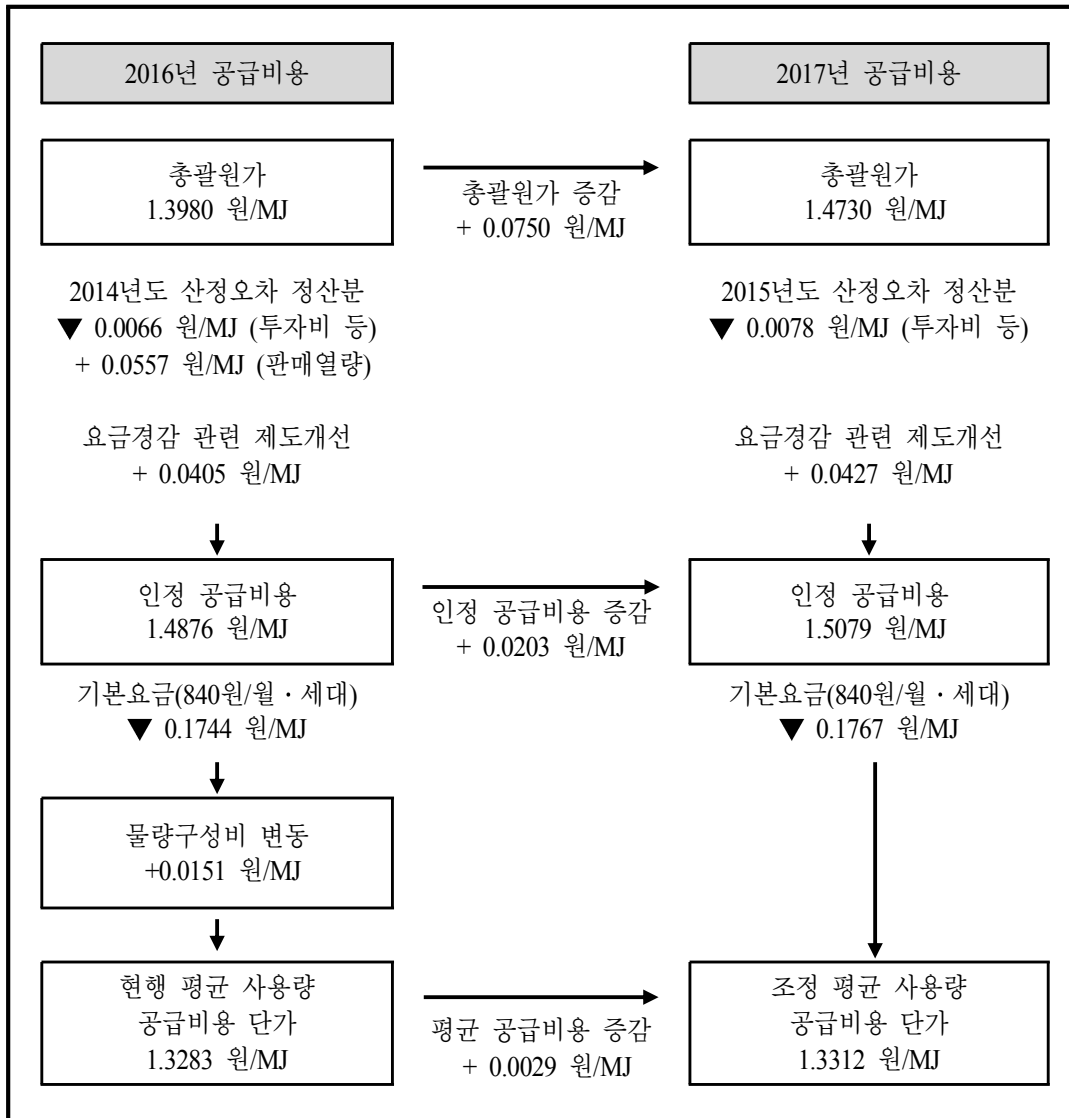 2016년 공급비용
2017년 공급비용
총괄원가
1.3980 원/MJ
총괄원가 증감
+ 0.0750 원/MJ
총괄원가
1.4730 원/MJ
2014년도 산정오차 정산분
▼ 0.0066 원/MJ (투자비 등)
+ 0.0557 원/MJ (판매열량)
2015년도 산정오차 정산분
▼ 0.0078 원/MJ (투자비 등)
요금경감 관련 제도개선
+ 0.0405 원/MJ
요금경감 관련 제도개선
+ 0.0427 원/MJ
인정 공급비용
1.4876 원/MJ
인정 공급비용 증감
+ 0.0203 원/MJ
인정 공급비용
1.5079 원/MJ
기본요금(840원/월 · 세대)
▼ 0.1744 원/MJ
기본요금(840원/월 · 세대)
▼ 0.1767 원/MJ
물량구성비 변동
+0.0151 원/MJ
현행 평균 사용량
공급비용 단가
1.3283 원/MJ
평균 공급비용 증감
+ 0.0029 원/MJ
조정 평균 사용량
공급비용 단가
1.3312 원/MJ